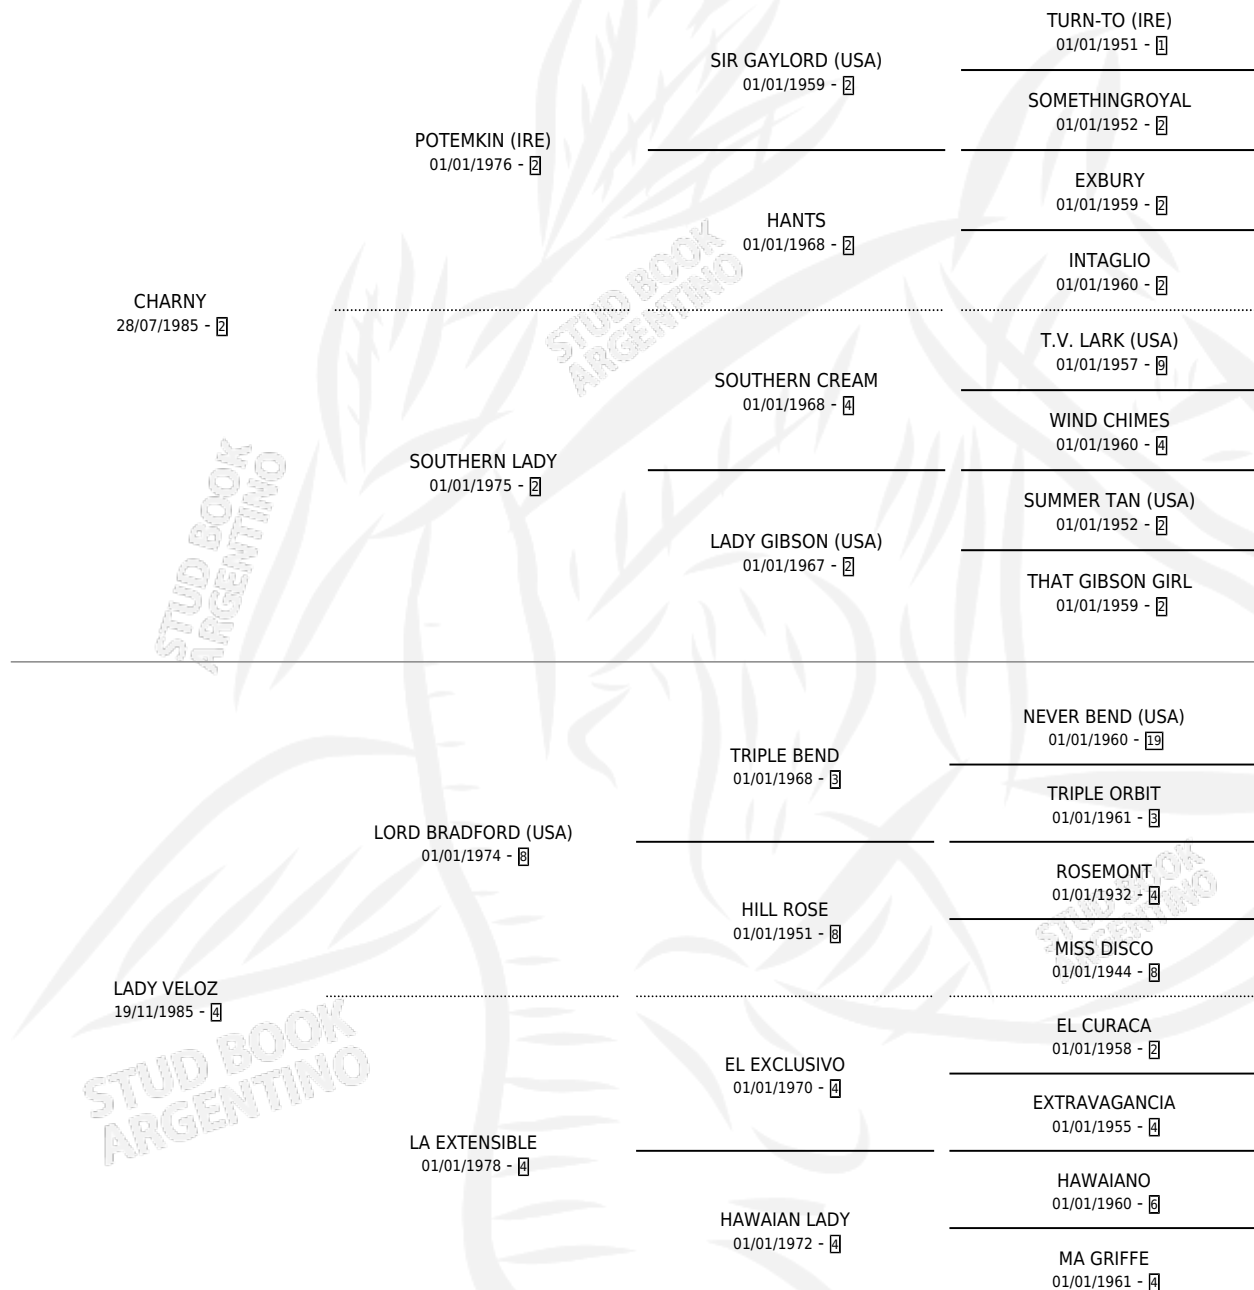 TURN-TO (IRE)
01/01/1951 - 1
SIR GAYLORD (USA)
01/01/1959 - 2
SOMETHINGROYAL
01/01/1952 - 2
POTEMKIN (IRE)
01/01/1976 - 2
EXBURY
01/01/1959 - 2
HANTS
01/01/1968 - 2
INTAGLIO
01/01/1960 - 2
CHARNY
28/07/1985 - 2
T.V. LARK (USA)
01/01/1957 - 9
SOUTHERN CREAM
01/01/1968 - 4
WIND CHIMES
01/01/1960 - 4
SOUTHERN LADY
01/01/1975 - 2
SUMMER TAN (USA)
01/01/1952 - 2
LADY GIBSON (USA)
01/01/1967 - 2
THAT GIBSON GIRL
01/01/1959 - 2
NEVER BEND (USA)
01/01/1960 - 19
TRIPLE BEND
01/01/1968 - 3
TRIPLE ORBIT
01/01/1961 - 3
LORD BRADFORD (USA)
01/01/1974 - 8
ROSEMONT
01/01/1932 - 4
HILL ROSE
01/01/1951 - 8
MISS DISCO
01/01/1944 - 8
LADY VELOZ
19/11/1985 - 4
EL CURACA
01/01/1958 - 2
EL EXCLUSIVO
01/01/1970 - 4
EXTRAVAGANCIA
01/01/1955 - 4
LA EXTENSIBLE
01/01/1978 - 4
HAWAIANO
01/01/1960 - 6
HAWAIAN LADY
01/01/1972 - 4
MA GRIFFE
01/01/1961 - 4
STUD BOOK
ARGENTINO
STUD BOOK
ARGENTINO
STUD BOOK
ARGENTINO
STUD BOOK
ARGENTINO